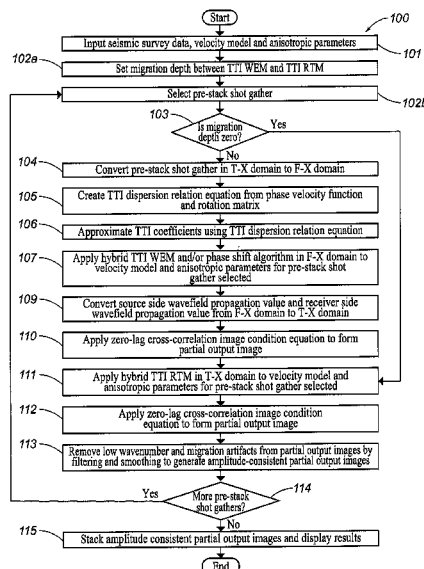 Start
100
Input seismic survey data, velocity model and anisotropic parameters
101
102a
Set migration depth between TTI WEM and TTI RTM
Select pre-stack shot gather
102b
103
Is migration
depth zero?
Yes
No
104
Convert pre-stack shot gather in T-X domain to F-X domain
105
Create TTI dispersion relation equation from phase velocity function
and rotation matrix
106
Approximate TTI coefficients using TTI dispersion relation equation
107
Apply hybrid TTI WEM and/or phase shift algorithm in F-X domain to
velocity model and anisotropic parameters for pre-stack shot
gather selected
109
Convert source side wavefield propagation value and receiver side
wavefield propagation value from F-X domain to T-X domain
110
Apply zero-lag cross-correlation image condition equation to form
partial output image
111
Apply hybrid TTI RTM in T-X domain to velocity model and
anisotropic parameters for pre-stack shot gather selected
112
Apply zero-lag cross-correlation image condition
equation to form partial output image
113
Remove low wavenumber and migration artifacts from partial output images by
filtering and smoothing to generate amplitude-consistent partial output images
Yes
More pre-stack
shot gathers?
114
No
115
Stack amplitude consistent partial output images and display results
End